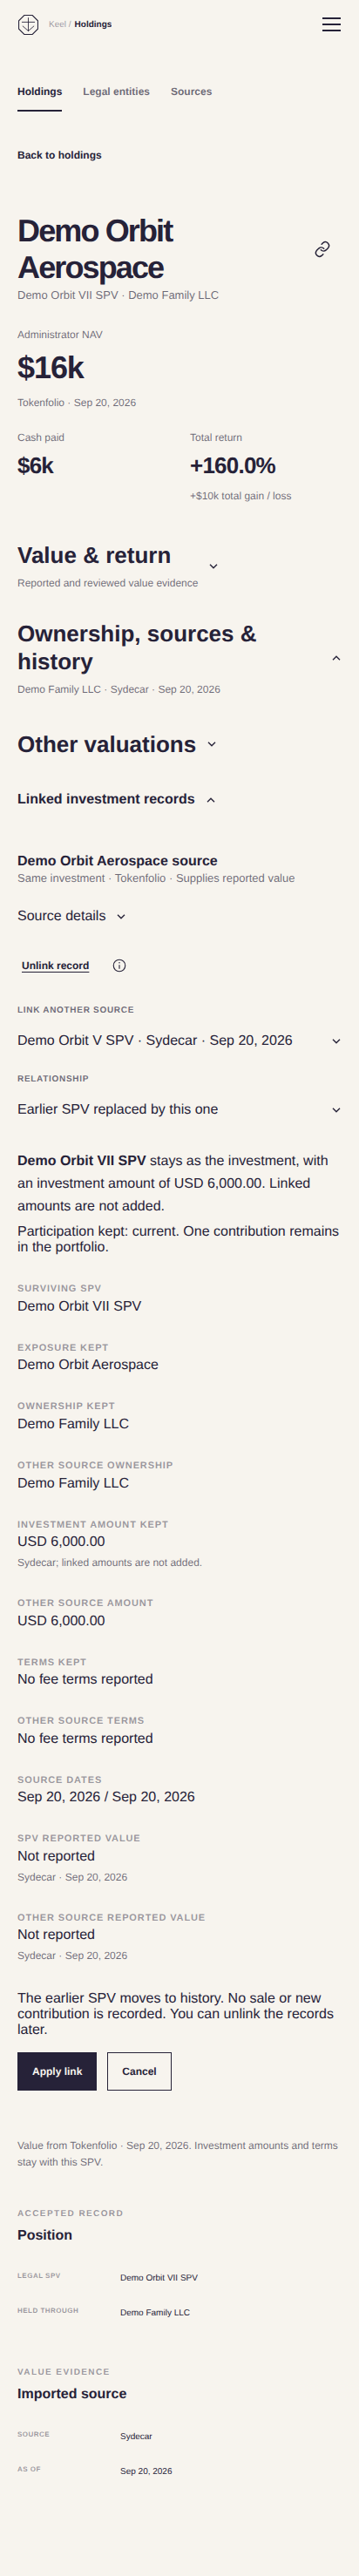 Keel / Holdings
Holdings Legal entities Sources
Back to holdings
Demo Orbit
Aerospace
Demo Orbit VII SPV · Demo Family LLC
Administrator NAV
$16k
Tokenfolio · Sep 20, 2026
Cash paid Total return
$6k +160.0%
+$10k total gain / loss
Value & return
Reported and reviewed value evidence
Ownership, sources &
history
Demo Family LLC · Sydecar · Sep 20, 2026
Other valuations
Linked investment records
Demo Orbit Aerospace source
Same investment · Tokenfolio · Supplies reported value
Source details
Unlink record
LINK ANOTHER SOURCE
Demo Orbit V SPV · Sydecar · Sep 20, 2026
RELATIONSHIP
Earlier SPV replaced by this one
Demo Orbit VII SPV stays as the investment, with
an investment amount of USD 6,000.00. Linked
amounts are not added.
Participation kept: current. One contribution remains
in the portfolio.
SURVIVING SPV
Demo Orbit VII SPV
EXPOSURE KEPT
Demo Orbit Aerospace
OWNERSHIP KEPT
Demo Family LLC
OTHER SOURCE OWNERSHIP
Demo Family LLC
INVESTMENT AMOUNT KEPT
USD 6,000.00
Sydecar; linked amounts are not added.
OTHER SOURCE AMOUNT
USD 6,000.00
TERMS KEPT
No fee terms reported
OTHER SOURCE TERMS
No fee terms reported
SOURCE DATES
Sep 20, 2026 / Sep 20, 2026
SPV REPORTED VALUE
Not reported
Sydecar · Sep 20, 2026
OTHER SOURCE REPORTED VALUE
Not reported
Sydecar · Sep 20, 2026
The earlier SPV moves to history. No sale or new
contribution is recorded. You can unlink the records
later.
Apply link Cancel
Value from Tokenfolio · Sep 20, 2026. Investment amounts and terms
stay with this SPV.
ACCEPTED RECORD
Position
LEGAL SPV Demo Orbit VII SPV
HELD THROUGH Demo Family LLC
VALUE EVIDENCE
Imported source
SOURCE Sydecar
AS OF Sep 20, 2026